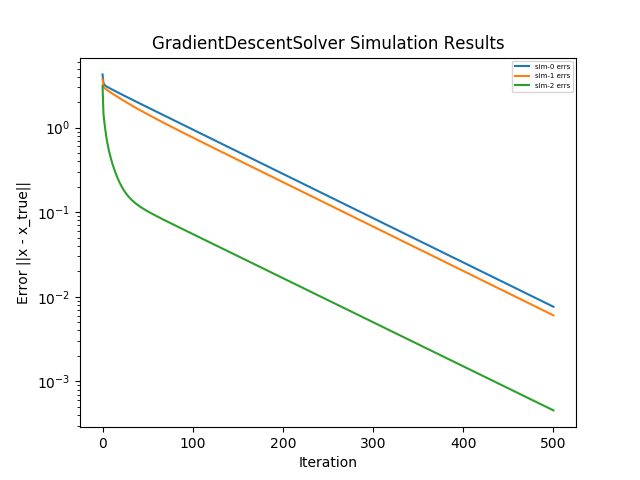 GradientDescentSolver Simulation Results
sim-0 errs
sim-1 errs
sim-2 errs
10^0
10^-1
10^-2
10^-3
Error ||x - x_true||
0 100 200 300 400 500
Iteration